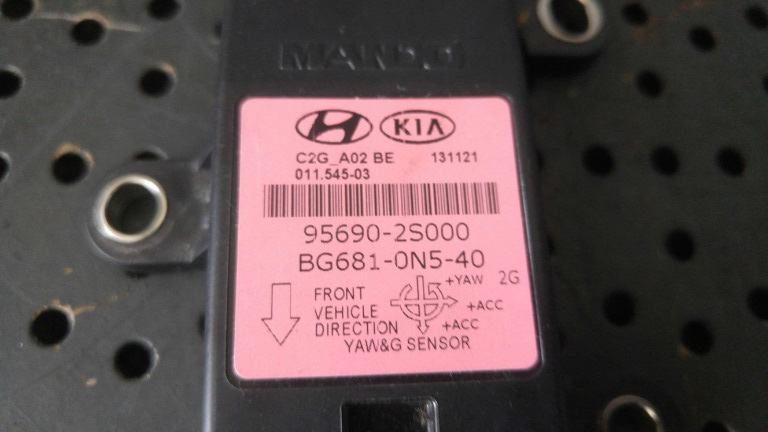 MANDO
HYUNDAI KIA
C2G_A02 BE 131121
011.545-03
95690-2S000
BG681-0N5-40
+YAW 2G
FRONT
VEHICLE +ACC
DIRECTION +ACC
YAW&G SENSOR